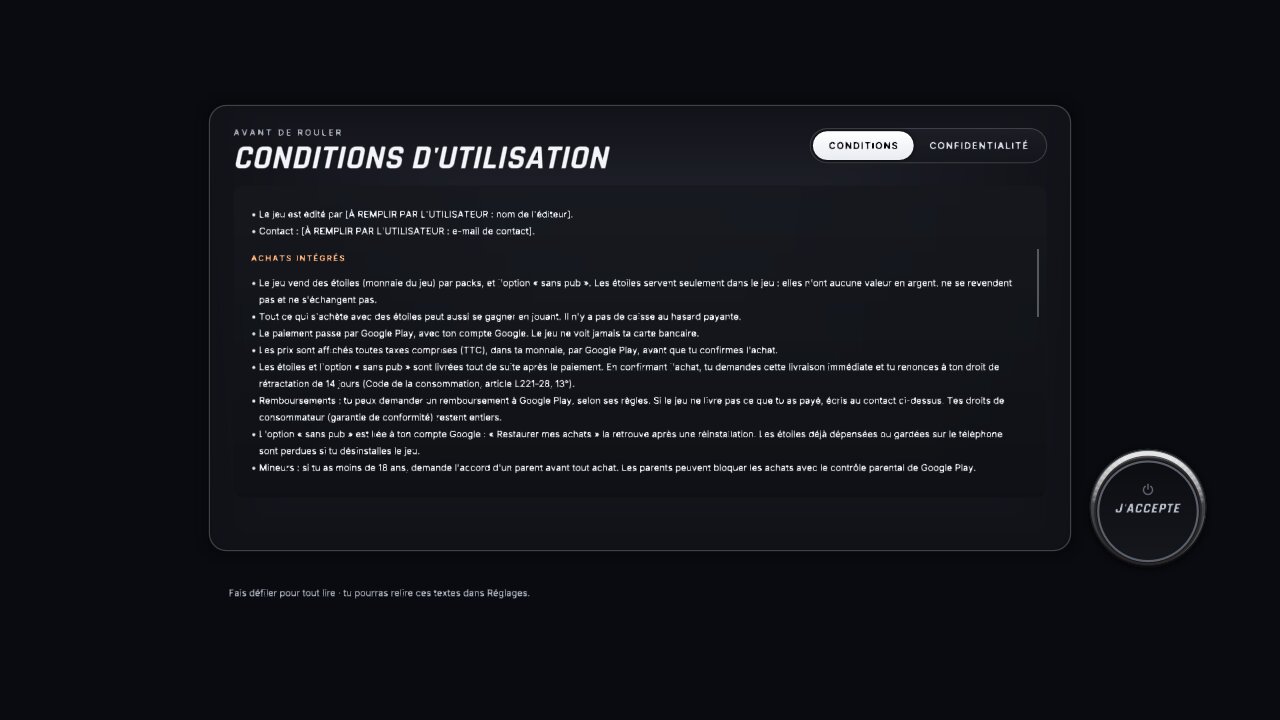 AVANT DE ROULER
CONDITIONS D'UTILISATION
CONDITIONS
CONFIDENTIALITÉ
• Le jeu est édité par [À REMPLIR PAR L'UTILISATEUR : nom de l'éditeur].
• Contact : [À REMPLIR PAR L'UTILISATEUR : e-mail de contact].
ACHATS INTÉGRÉS
• Le jeu vend des étoiles (monnaie du jeu) par packs, et l'option « sans pub ». Les étoiles servent seulement dans le jeu : elles n'ont aucune valeur en argent, ne se revendent
pas et ne s'échangent pas.
• Tout ce qui s'achète avec des étoiles peut aussi se gagner en jouant. Il n'y a pas de caisse au hasard payante.
• Le paiement passe par Google Play, avec ton compte Google. Le jeu ne voit jamais ta carte bancaire.
• Les prix sont affichés toutes taxes comprises (TTC), dans ta monnaie, par Google Play, avant que tu confirmes l'achat.
• Les étoiles et l'option « sans pub » sont livrées tout de suite après le paiement. En confirmant l'achat, tu demandes cette livraison immédiate et tu renonces à ton droit de
rétractation de 14 jours (Code de la consommation, article L221-28, 13°).
• Remboursements : tu peux demander un remboursement à Google Play, selon ses règles. Si le jeu ne livre pas ce que tu as payé, écris au contact ci-dessus. Tes droits de
consommateur (garantie de conformité) restent entiers.
• L'option « sans pub » est liée à ton compte Google : « Restaurer mes achats » la retrouve après une réinstallation. Les étoiles déjà dépensées ou gardées sur le téléphone
sont perdues si tu désinstalles le jeu.
• Mineurs : si tu as moins de 18 ans, demande l'accord d'un parent avant tout achat. Les parents peuvent bloquer les achats avec le contrôle parental de Google Play.
J'ACCEPTE
Fais défiler pour tout lire · tu pourras relire ces textes dans Réglages.